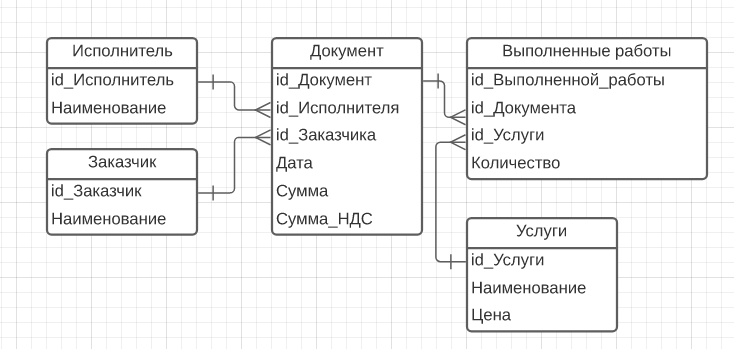 Исполнитель
id_Исполнитель
Наименование
Заказчик
id_Заказчик
Наименование
Документ
id_Документ
id_Исполнителя
id_Заказчика
Дата
Сумма
Сумма_НДС
Выполненные работы
id_Выполненной_работы
id_Документа
id_Услуги
Количество
Услуги
id_Услуги
Наименование
Цена